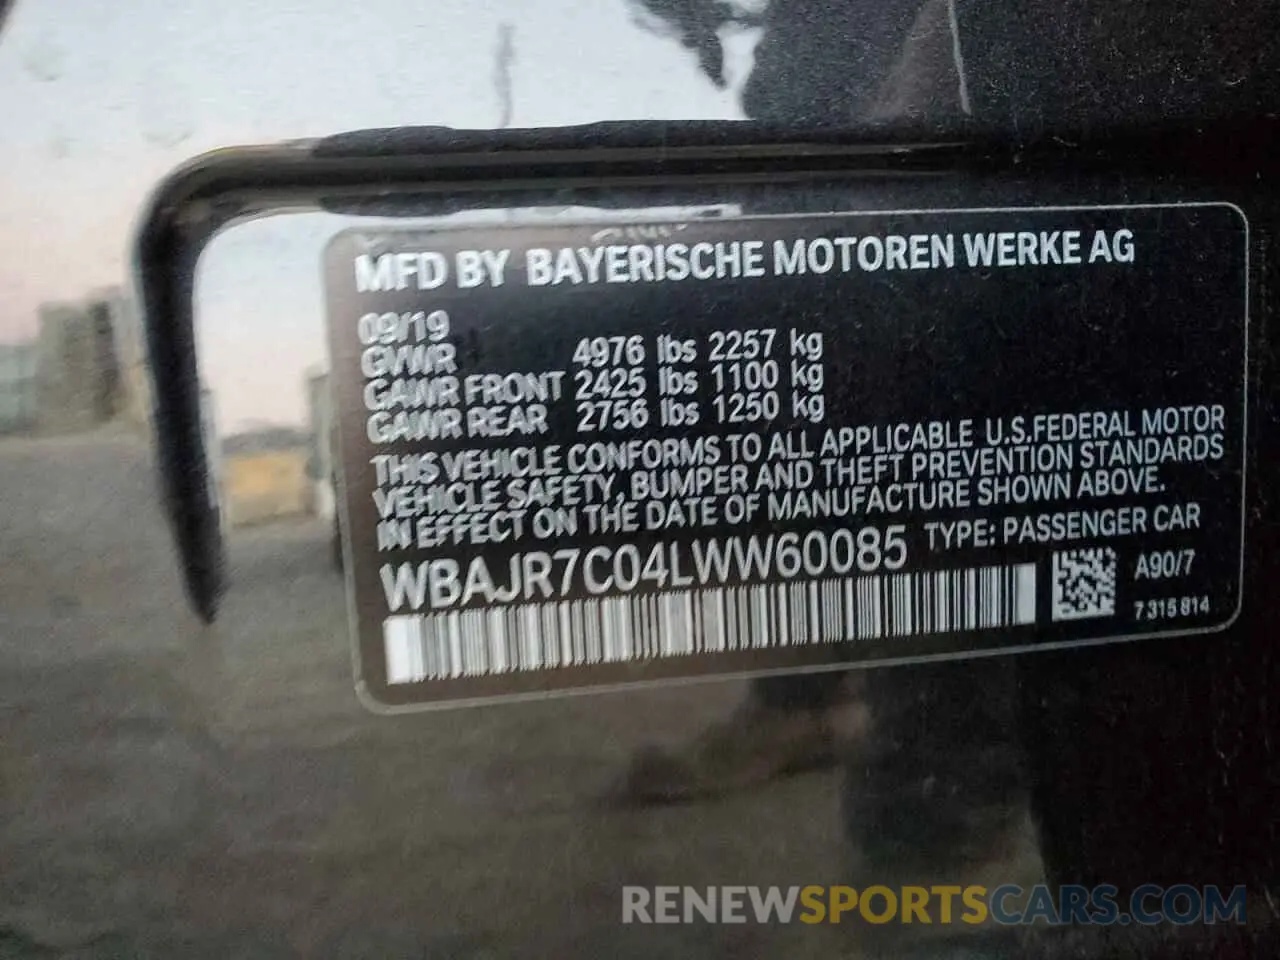 MFD BY BAYERISCHE MOTOREN WERKE AG
09/19
GVWR 4976 lbs 2257 kg
GAWR FRONT 2425 lbs 1100 kg
GAWR REAR 2756 lbs 1250 kg
THIS VEHICLE CONFORMS TO ALL APPLICABLE U.S.FEDERAL MOTOR
VEHICLE SAFETY, BUMPER AND THEFT PREVENTION STANDARDS
IN EFFECT ON THE DATE OF MANUFACTURE SHOWN ABOVE.
WBAJR7C04LWW60085 TYPE: PASSENGER CAR
A90/7
7 315 814
RENEWSPORTSCARS.COM